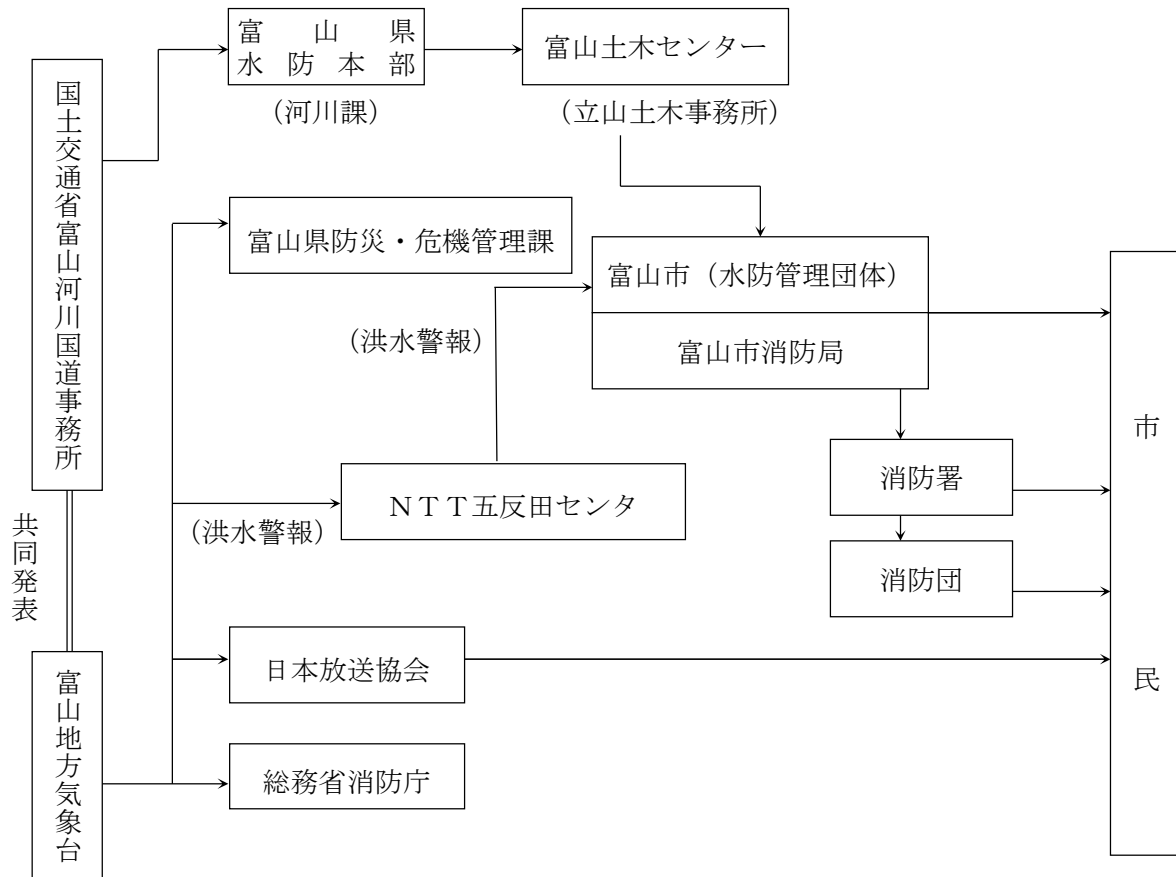 富山県
水防本部
(河川課)
富山土木センター
(立山土木事務所)
国土交通省富山河川国道事務所
富山県防災・危機管理課
富山市(水防管理団体)
富山市消防局
(洪水警報)
消防署
NTT五反田センタ
(洪水警報)
消防団
共同発表
日本放送協会
富山地方気象台
総務省消防庁
市民